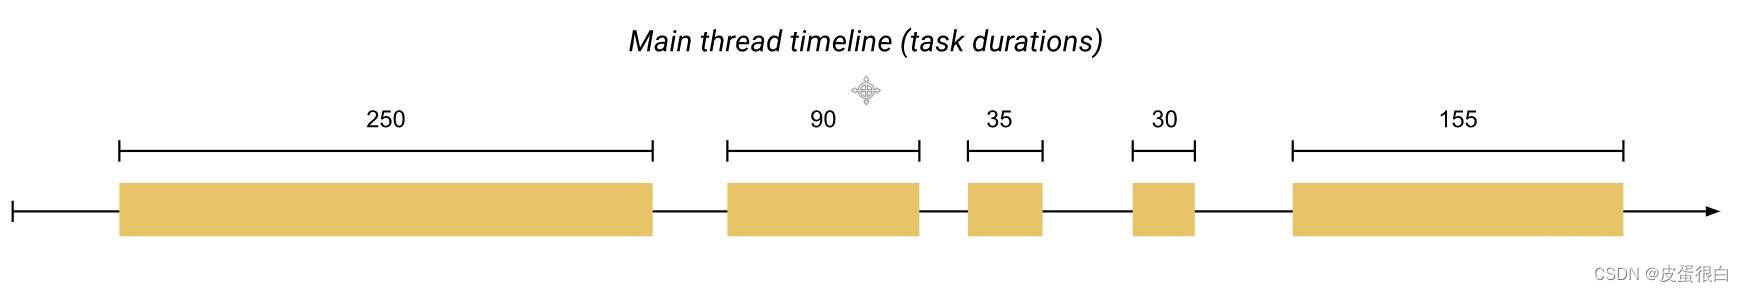 Main thread timeline (task durations)
250 90 35 30 155
CSDN @皮蛋很白